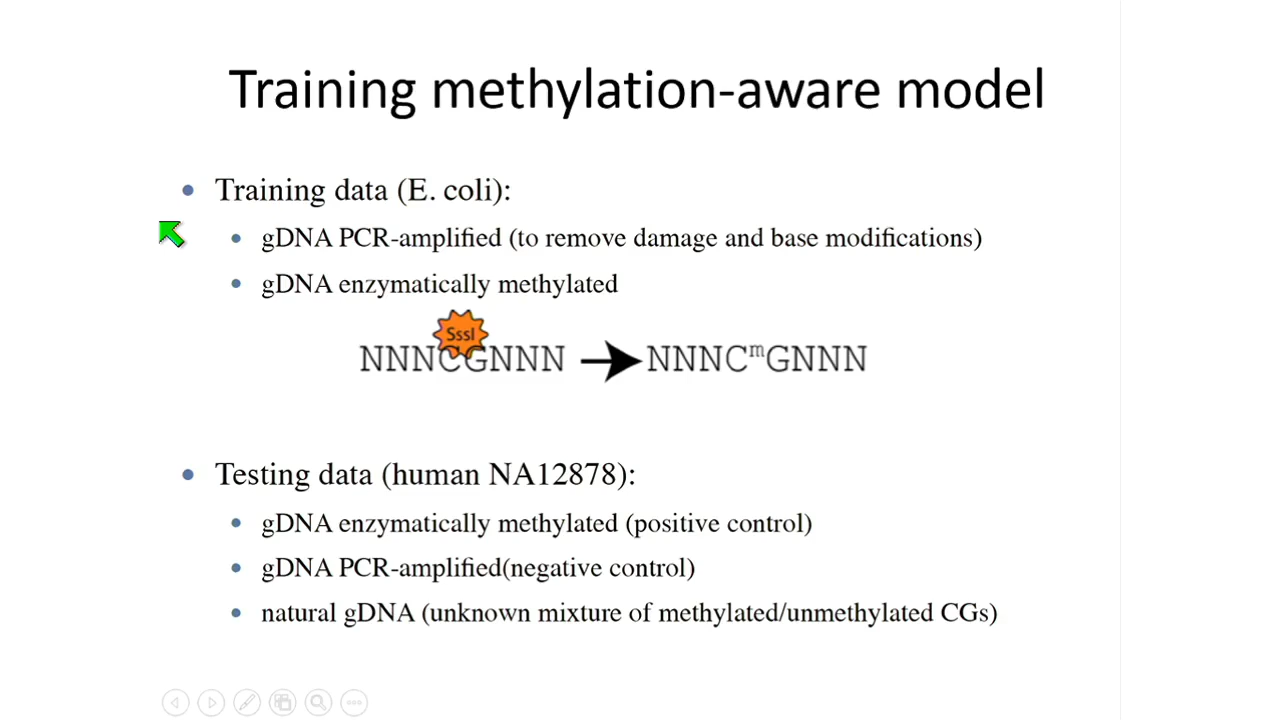 Training methylation-aware model
Training data (E. coli):
gDNA PCR-amplified (to remove damage and base modifications)
gDNA enzymatically methylated
SssI
NNNCGNNN
NNNCᵐGNNN
Testing data (human NA12878):
gDNA enzymatically methylated (positive control)
gDNA PCR-amplified(negative control)
natural gDNA (unknown mixture of methylated/unmethylated CGs)